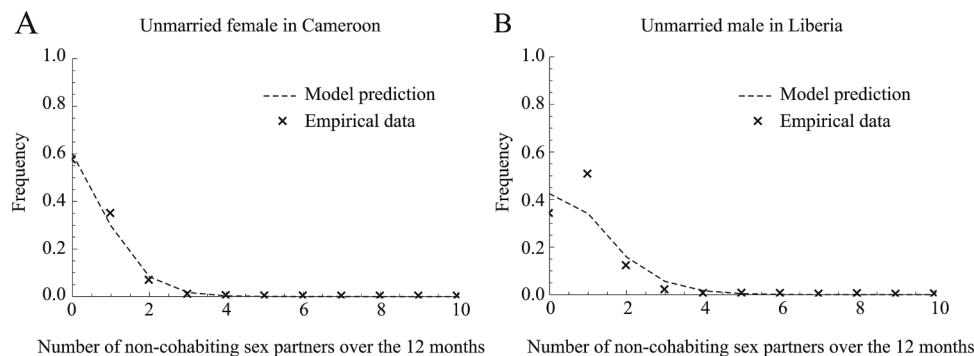 A
Unmarried female in Cameroon
1.0
0.8
0.6
0.4
0.2
0.0
Frequency
Model prediction
Empirical data
0 2 4 6 8 10
Number of non-cohabiting sex partners over the 12 months
B
Unmarried male in Liberia
1.0
0.8
0.6
0.4
0.2
0.0
Frequency
Model prediction
Empirical data
0 2 4 6 8 10
Number of non-cohabiting sex partners over the 12 months